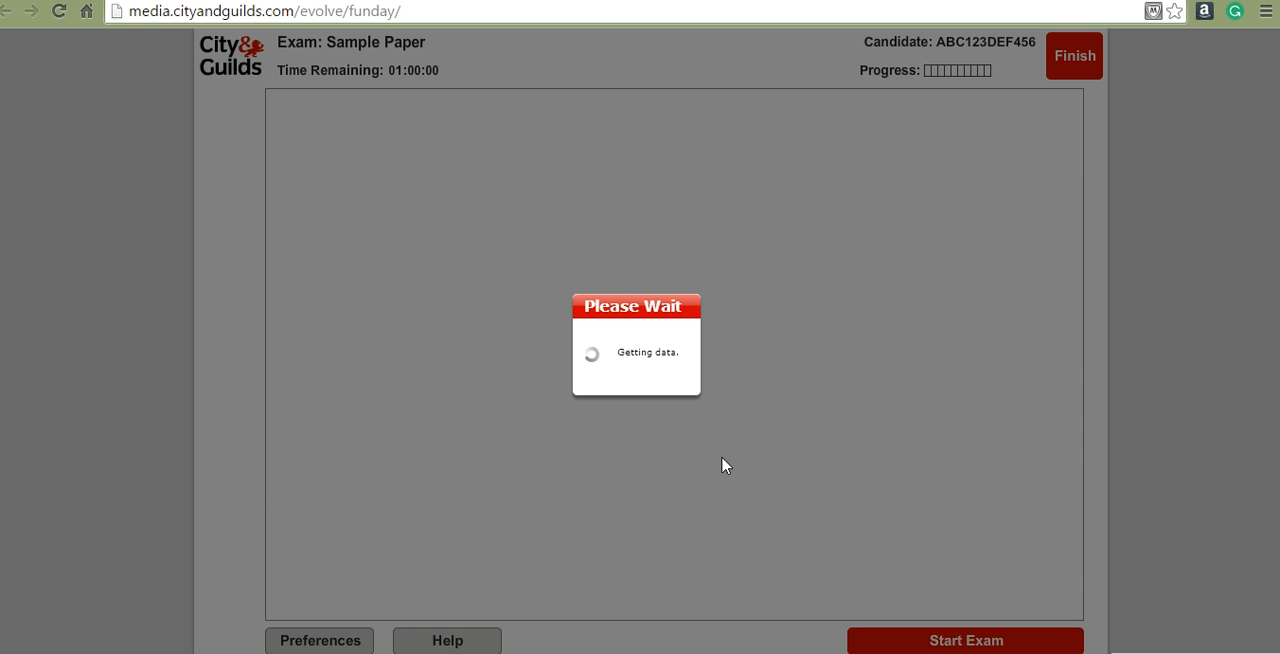 media.cityandguilds.com/evolve/funday/
City&
Guilds
Exam: Sample Paper
Time Remaining: 01:00:00
Candidate: ABC123DEF456
Progress:
Finish
Please Wait
Getting data.
Preferences
Help
Start Exam